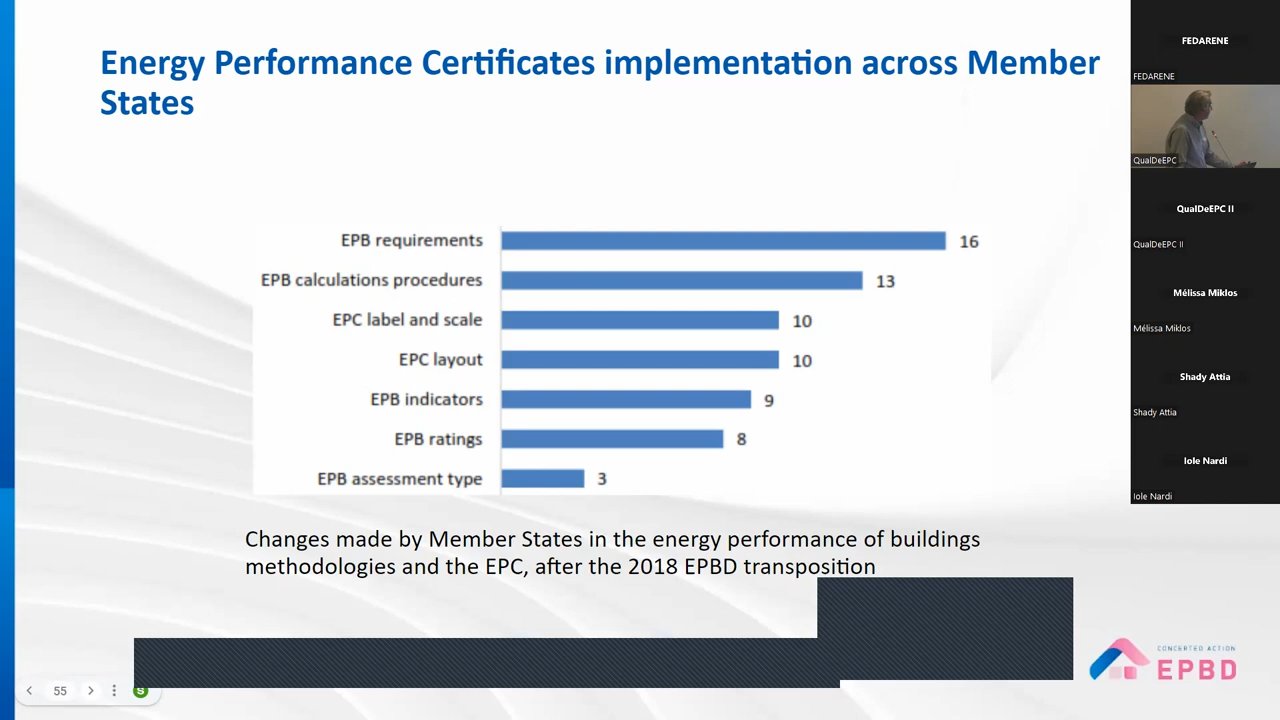 Energy Performance Certificates implementation across Member
States
EPB requirements 16
EPB calculations procedures 13
EPC label and scale 10
EPC layout 10
EPB indicators 9
EPB ratings 8
EPB assessment type 3
Changes made by Member States in the energy performance of buildings
methodologies and the EPC, after the 2018 EPBD transposition
55
S
CONCERTED ACTION
EPBD
FEDARENE
FEDARENE
QualDeEPC
QualDeEPC II
QualDeEPC II
Mélissa Miklos
Mélissa Miklos
Shady Attia
Shady Attia
Iole Nardi
Iole Nardi